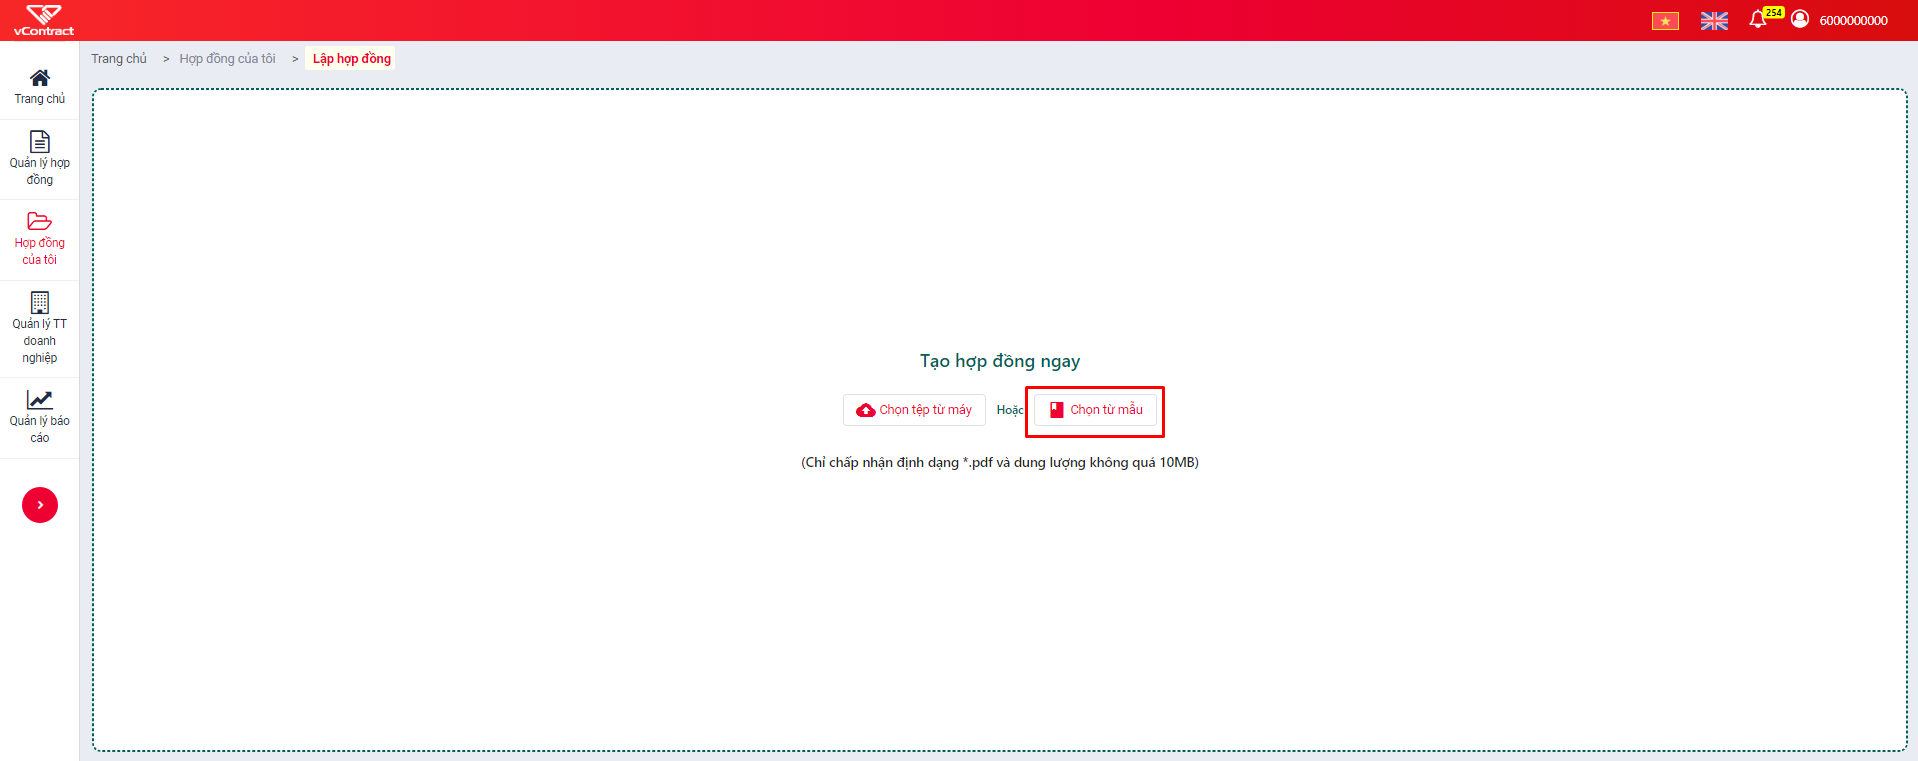 vContract
254
6000000000
Trang chủ > Hợp đồng của tôi > Lập hợp đồng
Trang chủ
Quản lý hợp
đồng
Hợp đồng
của tôi
Quản lý TT
doanh
nghiệp
Quản lý báo
cáo
Tạo hợp đồng ngay
Chọn tệp từ máy Hoặc Chọn từ mẫu
(Chỉ chấp nhận định dạng *.pdf và dung lượng không quá 10MB)